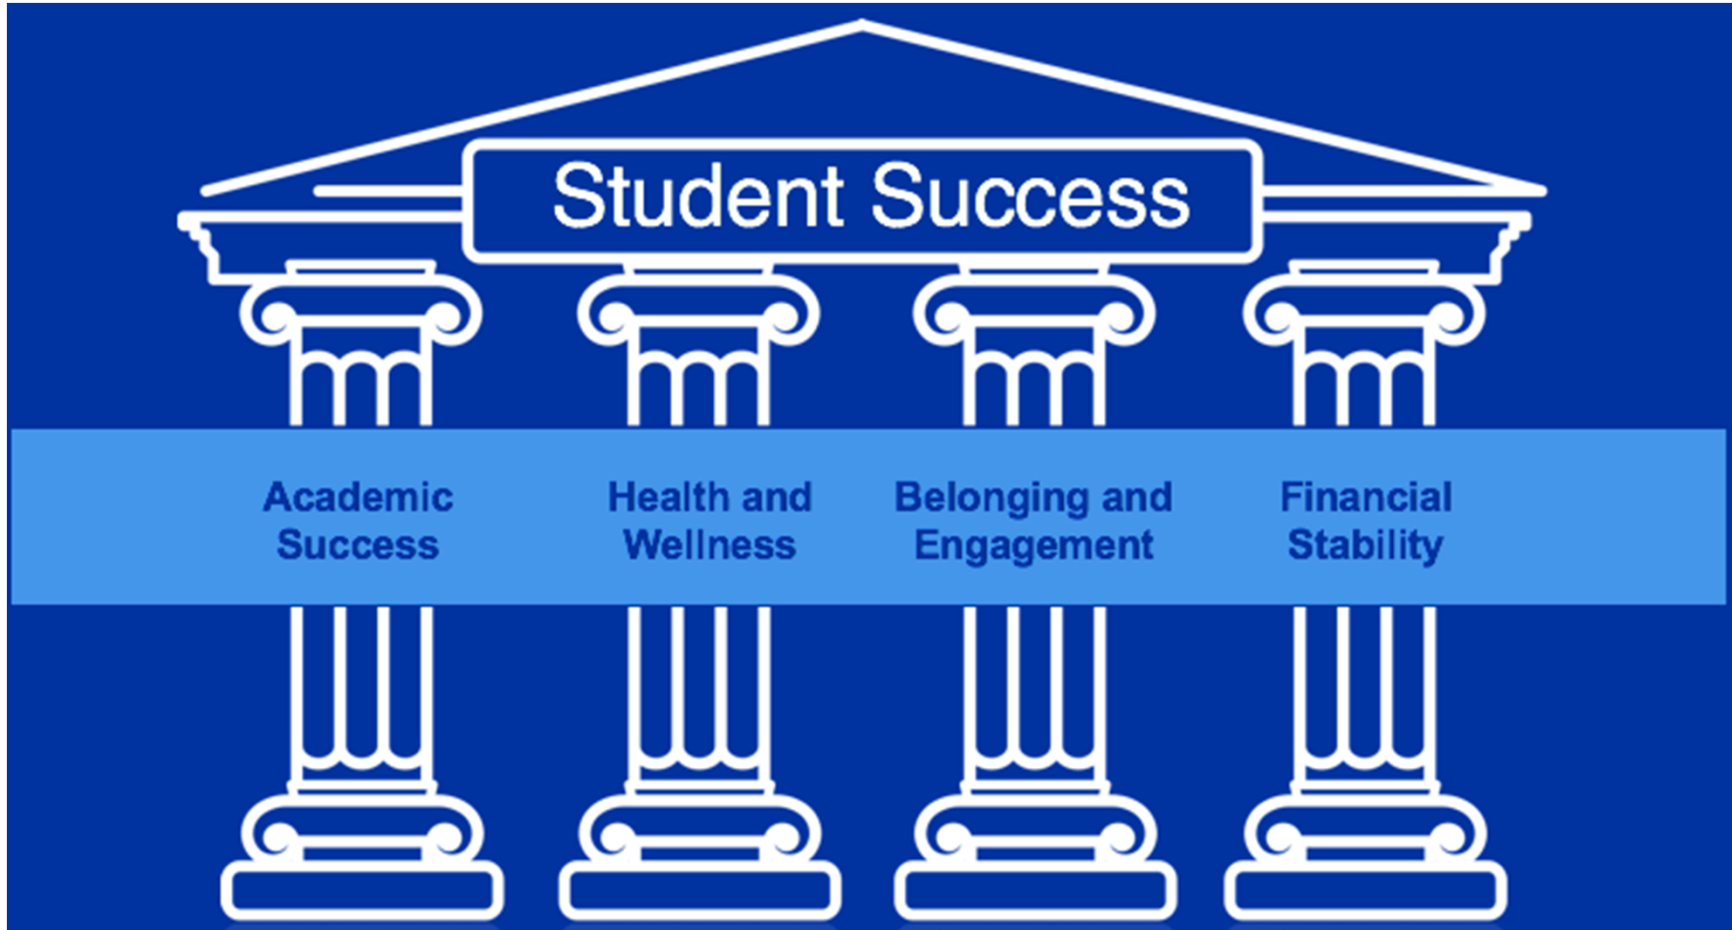 Student Success
Academic
Success
Health and
Wellness
Belonging and
Engagement
Financial
Stability